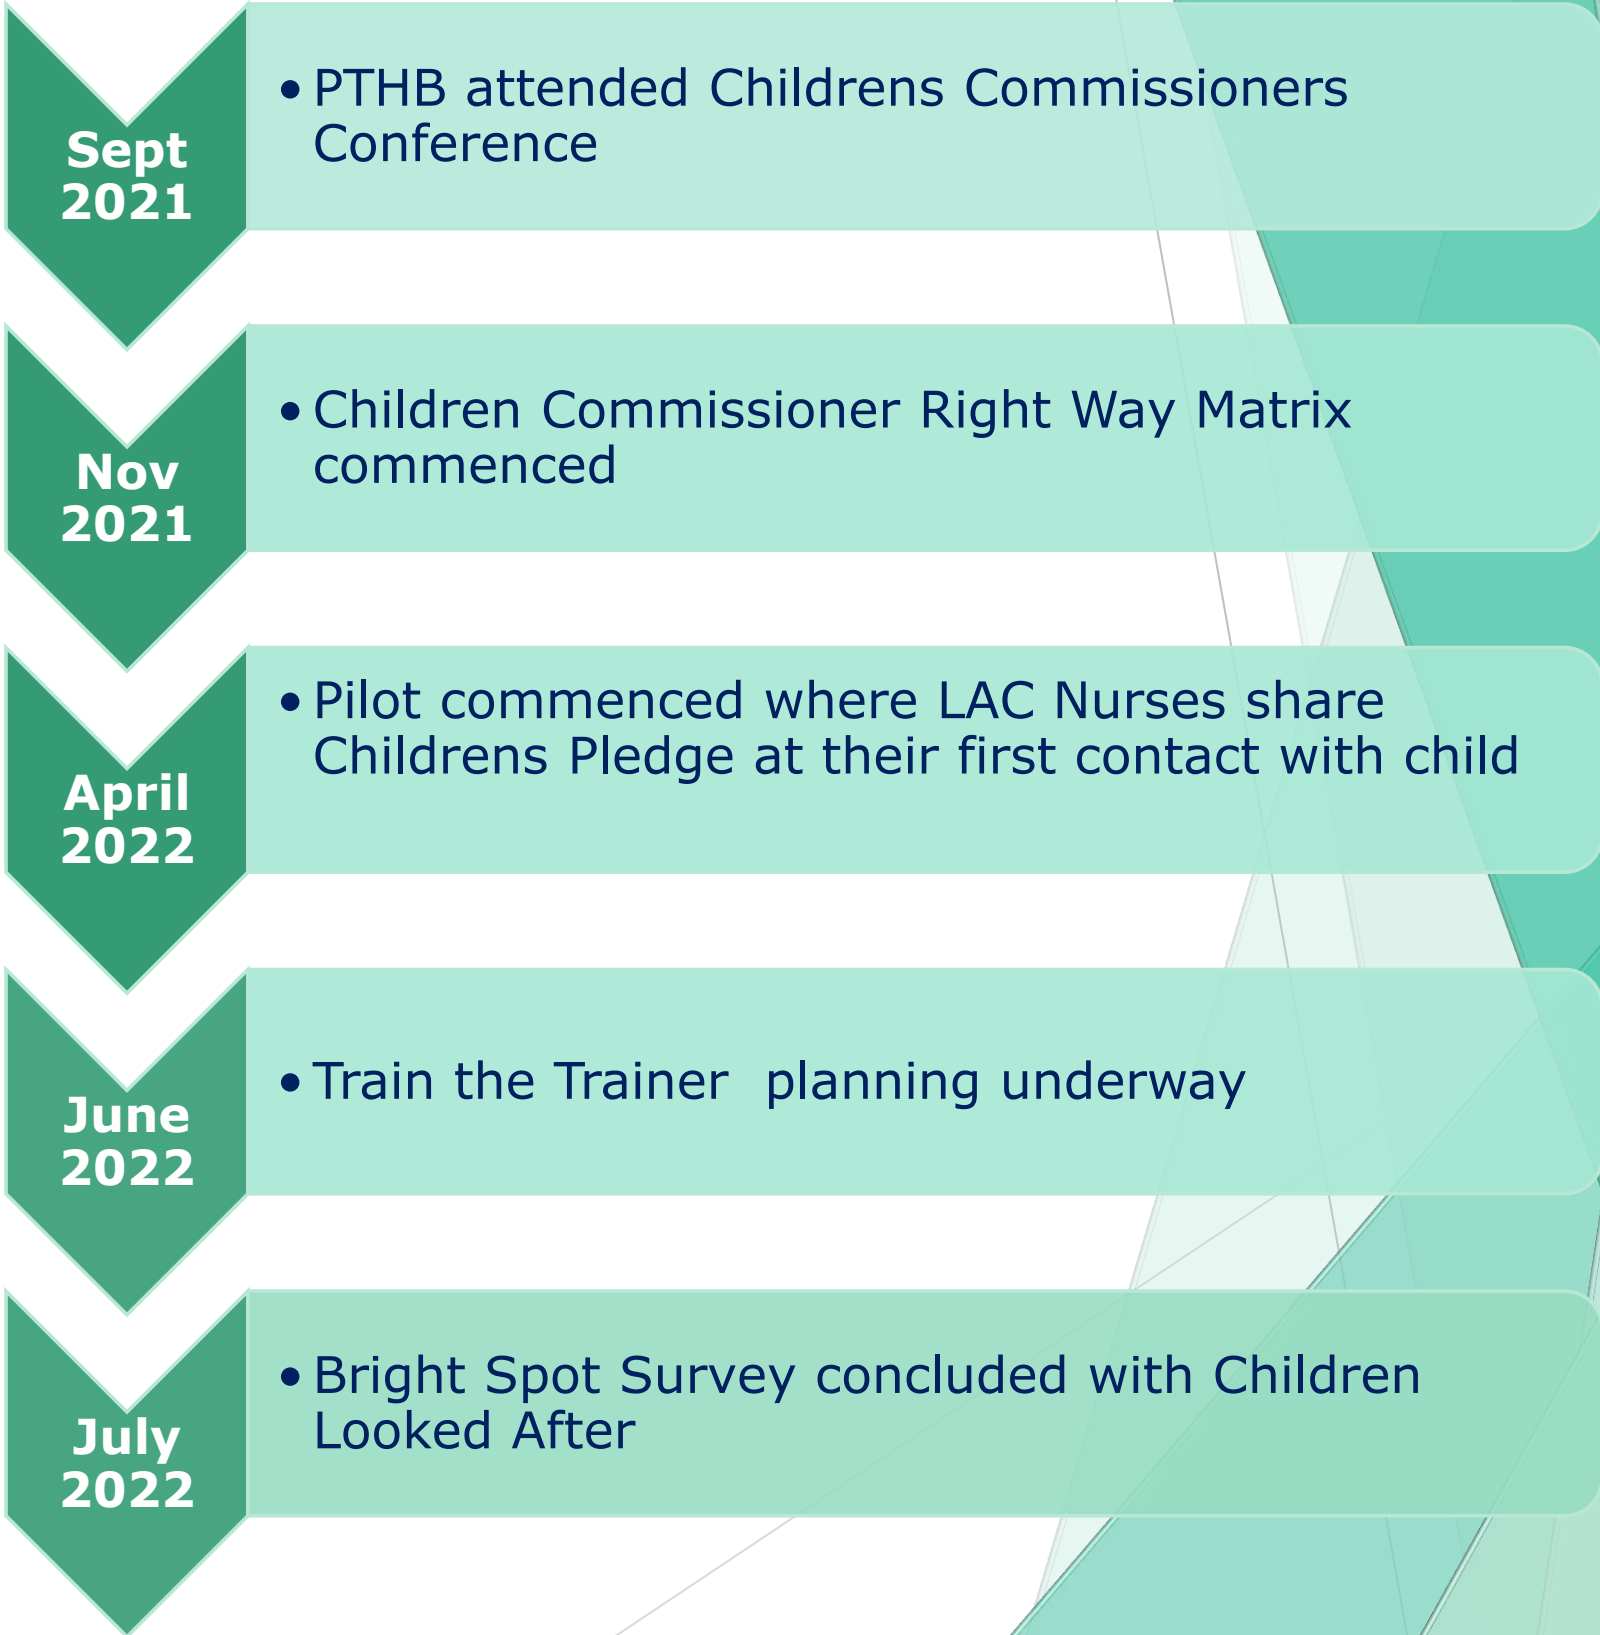 Sept
2021
• PTHB attended Childrens Commissioners
Conference
Nov
2021
• Children Commissioner Right Way Matrix
commenced
April
2022
• Pilot commenced where LAC Nurses share
Childrens Pledge at their first contact with child
June
2022
• Train the Trainer  planning underway
July
2022
• Bright Spot Survey concluded with Children
Looked After